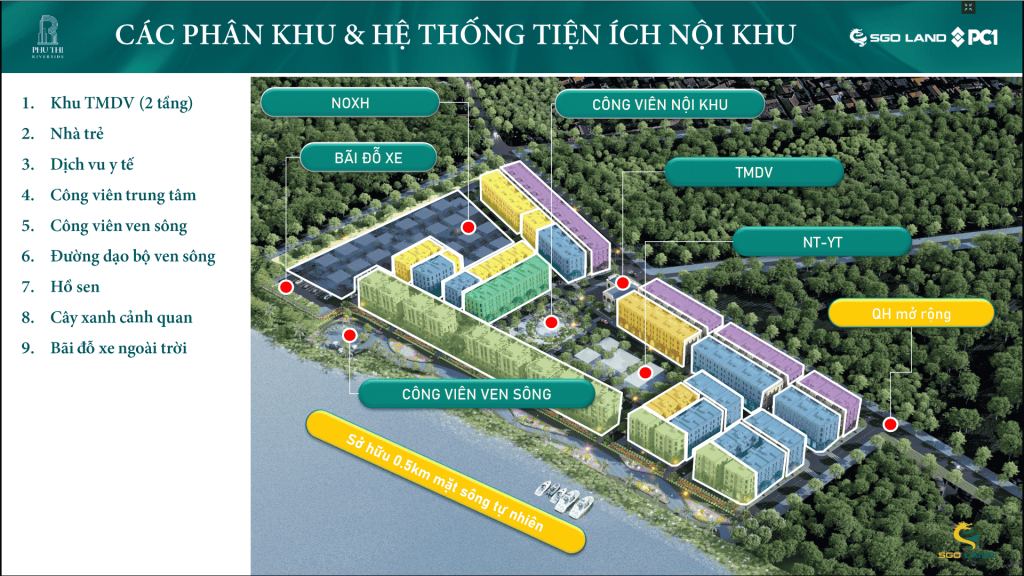 PHU THI
RIVERSIDE
CÁC PHÂN KHU & HỆ THỐNG TIỆN ÍCH NỘI KHU
SGO LAND PC1
1. Khu TMDV (2 tầng)
2. Nhà trẻ
3. Dịch vu y tế
4. Công viên trung tâm
5. Công viên ven sông
6. Đường dạo bộ ven sông
7. Hồ sen
8. Cây xanh cảnh quan
9. Bãi đỗ xe ngoài trời
NOXH
CÔNG VIÊN NỘI KHU
BÃI ĐỖ XE
TMDV
NT-YT
QH mở rộng
CÔNG VIÊN VEN SÔNG
Sở hữu 0.5km mặt sông tự nhiên
SGO LAND